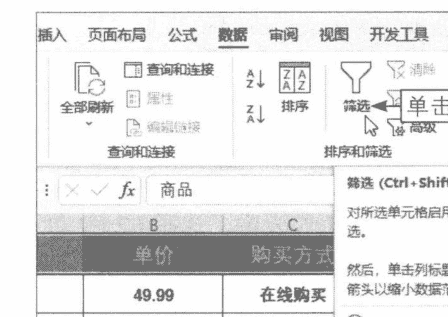 插入 页面布局 公式 数据 审阅 视图 开发工具
查询和连接
属性
编辑链接
全部刷新
查询和连接
A Z
Z A
Z A A Z
排序
筛选
清除
高级
单击
排序和筛选
fx 商品
筛选 (Ctrl+Shift
对所选单元格启用
选。
然后，单击列标题
箭头以缩小数据范
B C
单价 购买方式
49.99 在线购买